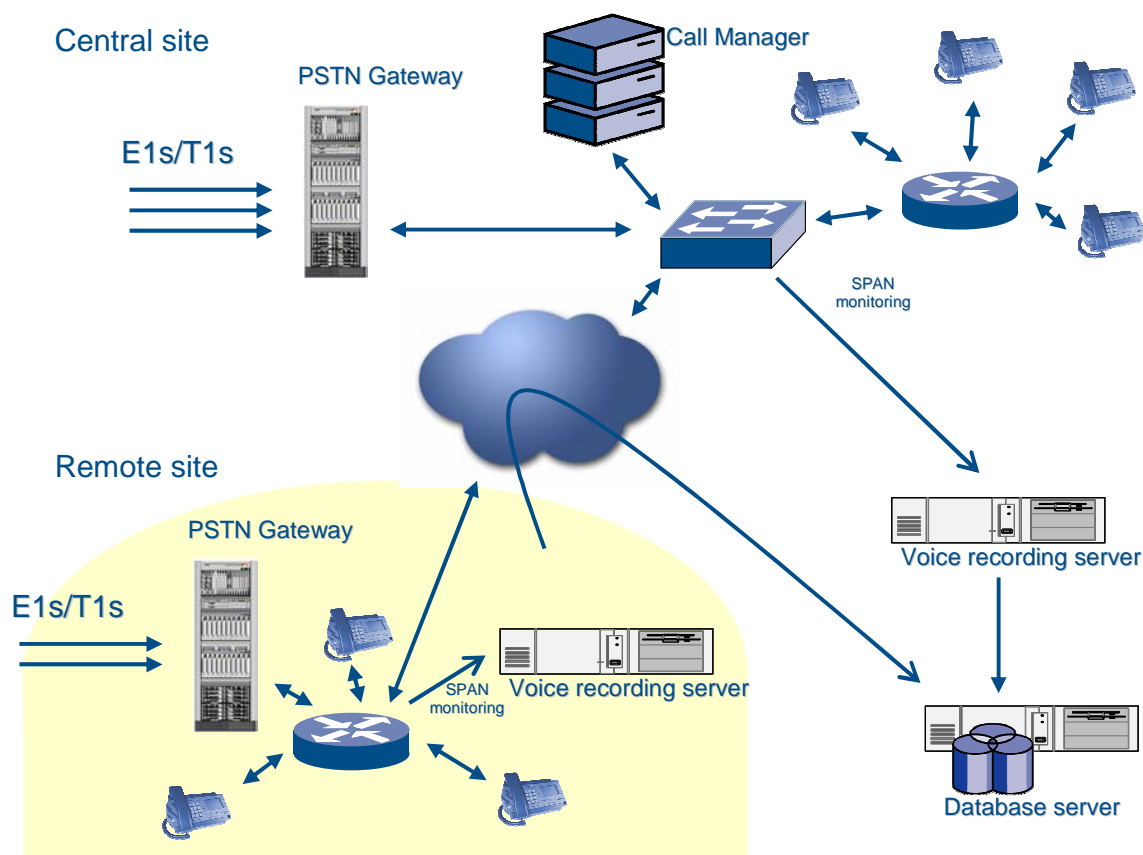 Central site
Call Manager
PSTN Gateway
E1s/T1s
SPAN
monitoring
Remote site
PSTN Gateway
Voice recording server
E1s/T1s
SPAN
monitoring
Voice recording server
Database server